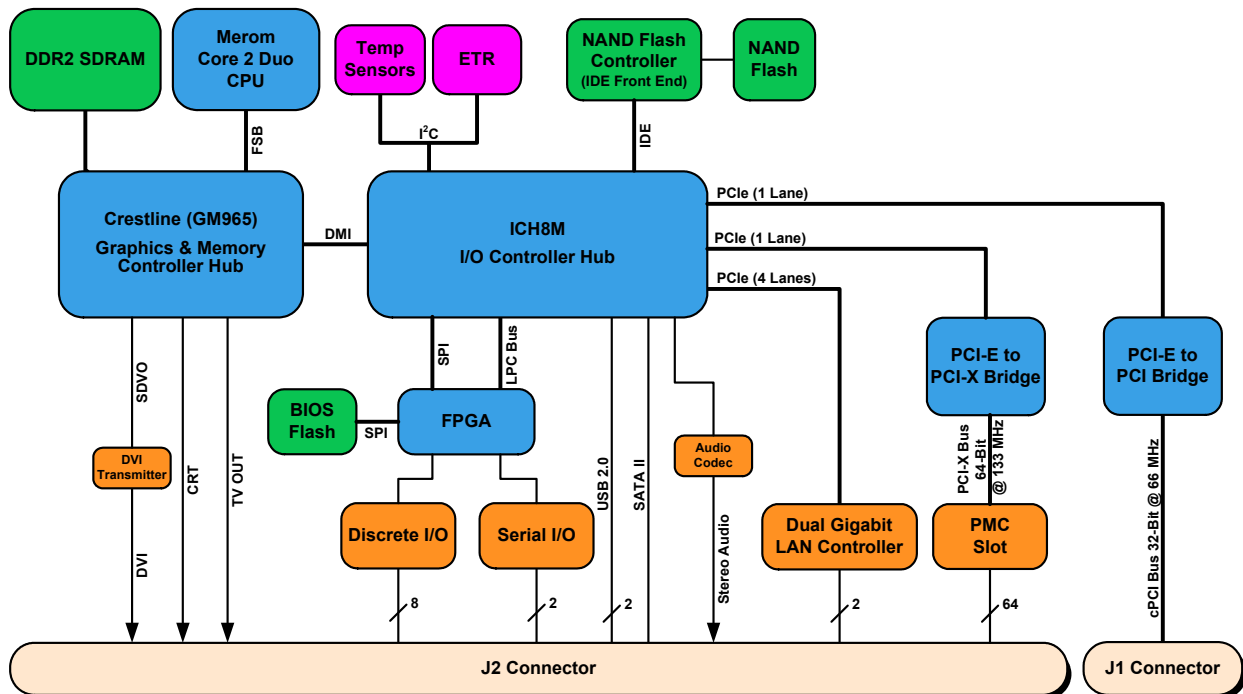 DDR2 SDRAM
Merom
Core 2 Duo
CPU
Temp
Sensors
ETR
NAND Flash
Controller
(IDE Front End)
NAND
Flash
FSB
I²C
IDE
Crestline (GM965)
Graphics & Memory
Controller Hub
DMI
ICH8M
I/O Controller Hub
PCIe (1 Lane)
PCIe (1 Lane)
PCIe (4 Lanes)
SDVO
SPI
LPC Bus
PCI-E to
PCI-X Bridge
PCI-E to
PCI Bridge
BIOS
Flash
SPI
FPGA
DVI
Transmitter
CRT
TV OUT
USB 2.0
SATA II
Audio
Codec
PCI-X Bus
64-Bit
@ 133 MHz
Discrete I/O
Serial I/O
Dual Gigabit
LAN Controller
PMC
Slot
DVI
Stereo Audio
cPCI Bus 32-Bit @ 66 MHz
8
2
2
2
64
J2 Connector
J1 Connector